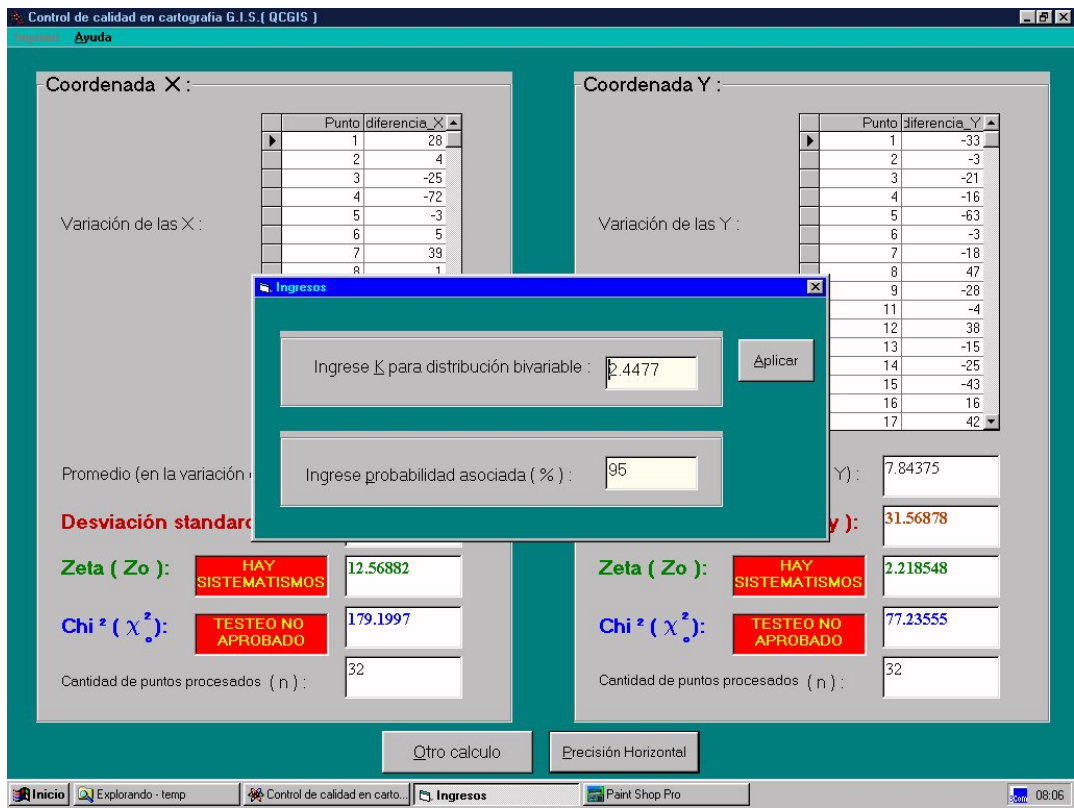 Control de calidad en cartografia G.I.S.( QCGIS )
Ingreso Ayuda
Coordenada X :
Punto diferencia_X
1 28
2 4
3 -25
4 -72
5 -3
6 5
7 39
8 1
Variación de las X :
Promedio (en la variación
Desviación standard
Zeta ( Zo ):
HAY SISTEMATISMOS
12.56882
Chi ² ( χ²o ):
TESTEO NO APROBADO
179.1997
Cantidad de puntos procesados ( n ) :
32
Coordenada Y :
Punto diferencia_Y
1 -33
2 -3
3 -21
4 -16
5 -63
6 -3
7 -18
8 47
9 -28
11 -4
12 38
13 -15
14 -25
15 -43
16 16
17 42
Variación de las Y :
Y) :
7.84375
y ):
31.56878
Zeta ( Zo ):
HAY SISTEMATISMOS
2.218548
Chi ² ( χ²o ):
TESTEO NO APROBADO
77.23555
Cantidad de puntos procesados ( n ) :
32
Ingresos
Ingrese K para distribución bivariable :
2.4477
Aplicar
Ingrese probabilidad asociada ( % ) :
95
Otro calculo
Precisión Horizontal
Inicio
Explorando - temp
Control de calidad en carto...
Ingresos
Paint Shop Pro
08:06